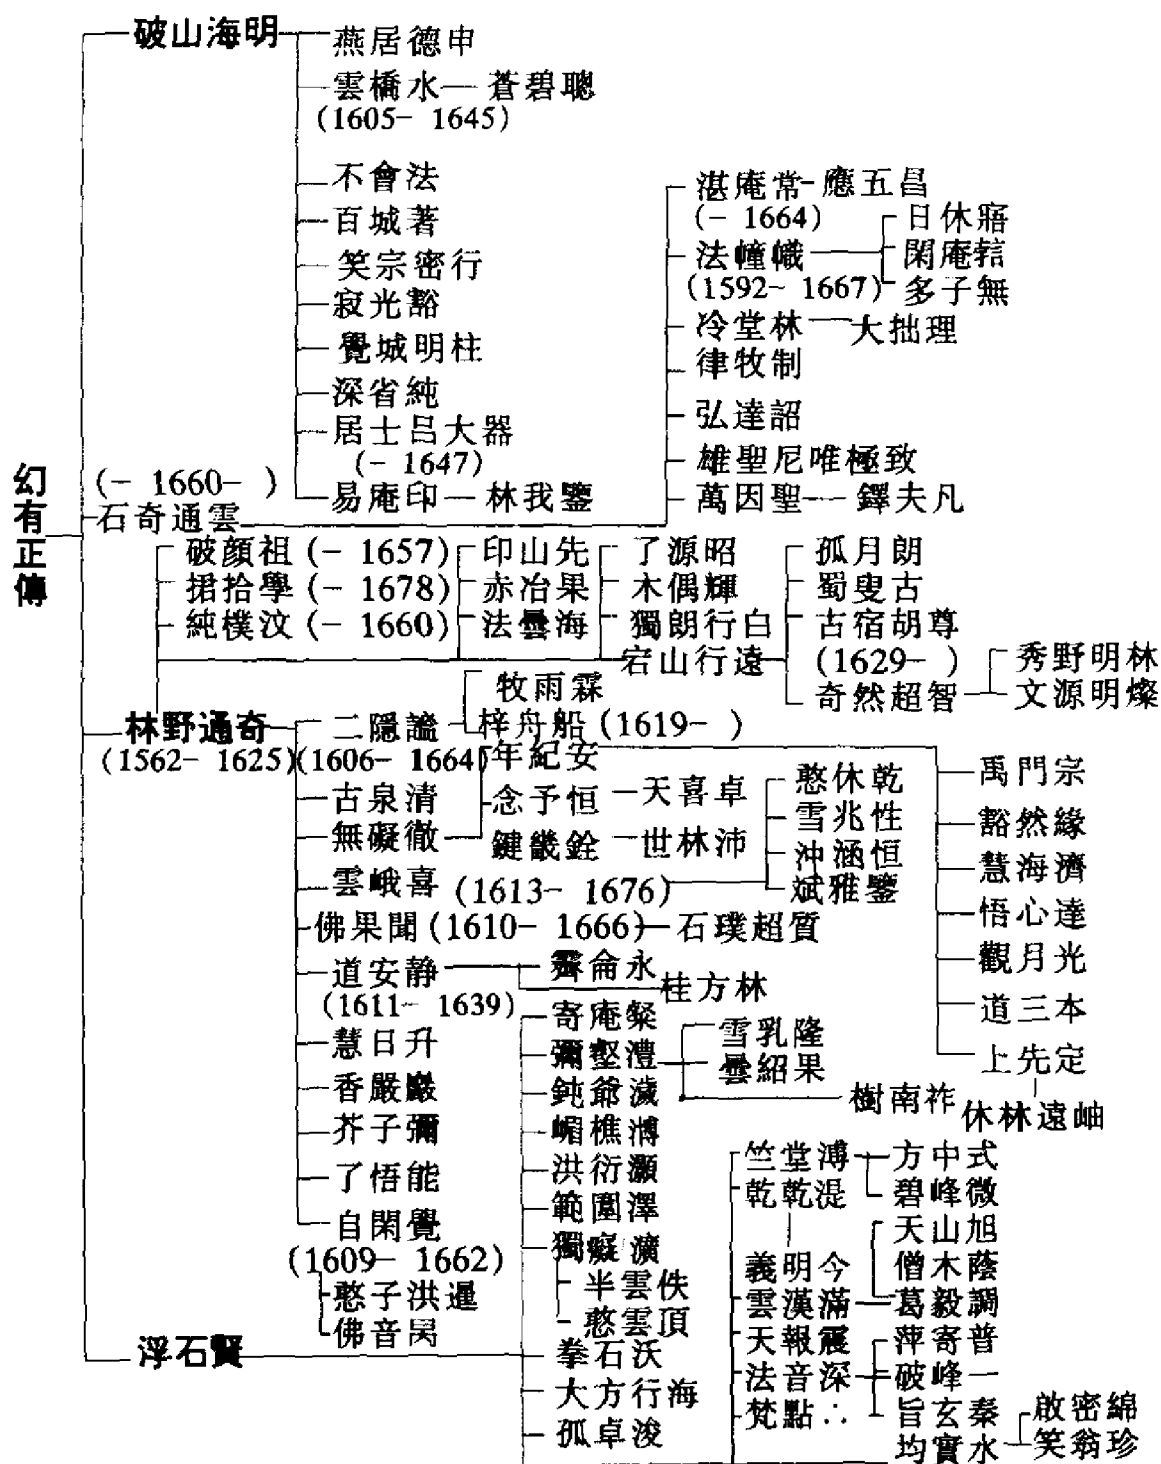 幻有正傳
破山海明
燕居德申
雲橋水 蒼碧聰
(1605- 1645)
不會法
百城著
笑宗密行
寂光豁
覺城明柱
深省純
居士呂大器
(- 1647)
易庵印 林我鑒
(- 1660- )
石奇通雲
湛庵常 應五昌
(- 1664)
法幢幟
(1592- 1667)
日休寤
閑庵
多子無
冷堂林 大拙理
律牧制
弘達詔
雄聖尼唯極致
萬因聖 鐸夫凡
破顏祖 (- 1657)
捃拾學 (- 1678)
純樸汶 (- 1660)
印山先
赤冶果
法曇海
了源昭
木偶輝
獨朗行白
宕山行遠
孤月朗
蜀叟古
古宿胡尊
(1629- )
奇然超智
秀野明林
文源明燦
林野通奇
(1562- 1625)
二隱謐
(1606- 1664)
牧雨霖
梓舟船 (1619- )
古泉清
無礙徹
年紀安
念予恒 天喜卓
鍵畿銓 世林沛
雲峨喜 (1613- 1676)
憨休乾
雪兆性
沖涵恒
斌雅鑒
禹門宗
豁然緣
慧海濟
悟心達
觀月光
道三本
上先定
休林遠岫
佛果聞 (1610- 1666) 石璞超質
道安静
(1611- 1639)
侖永
桂方林
慧日升
香嚴巖
芥子彌
了悟能
自閑覺
(1609- 1662)
憨子洪暹
佛音
浮石賢
寄庵粲
彌壑澧
雪乳隆
曇紹果
樹南祚
鈍爺濊
嵋樵溥
洪衍灝
範圍澤
獨癡瀇
半雲佚
憨雲頂
拳石沃
大方行海
孤卓浚
竺堂溥
方中式
碧峰微
乾乾湜
義明今
雲漢滿
天山旭
僧木蔭
葛毅調
天報震
法音深
萍寄普
破峰一
旨玄秦
梵點∴
均實水
啟密綿
笑翁珍